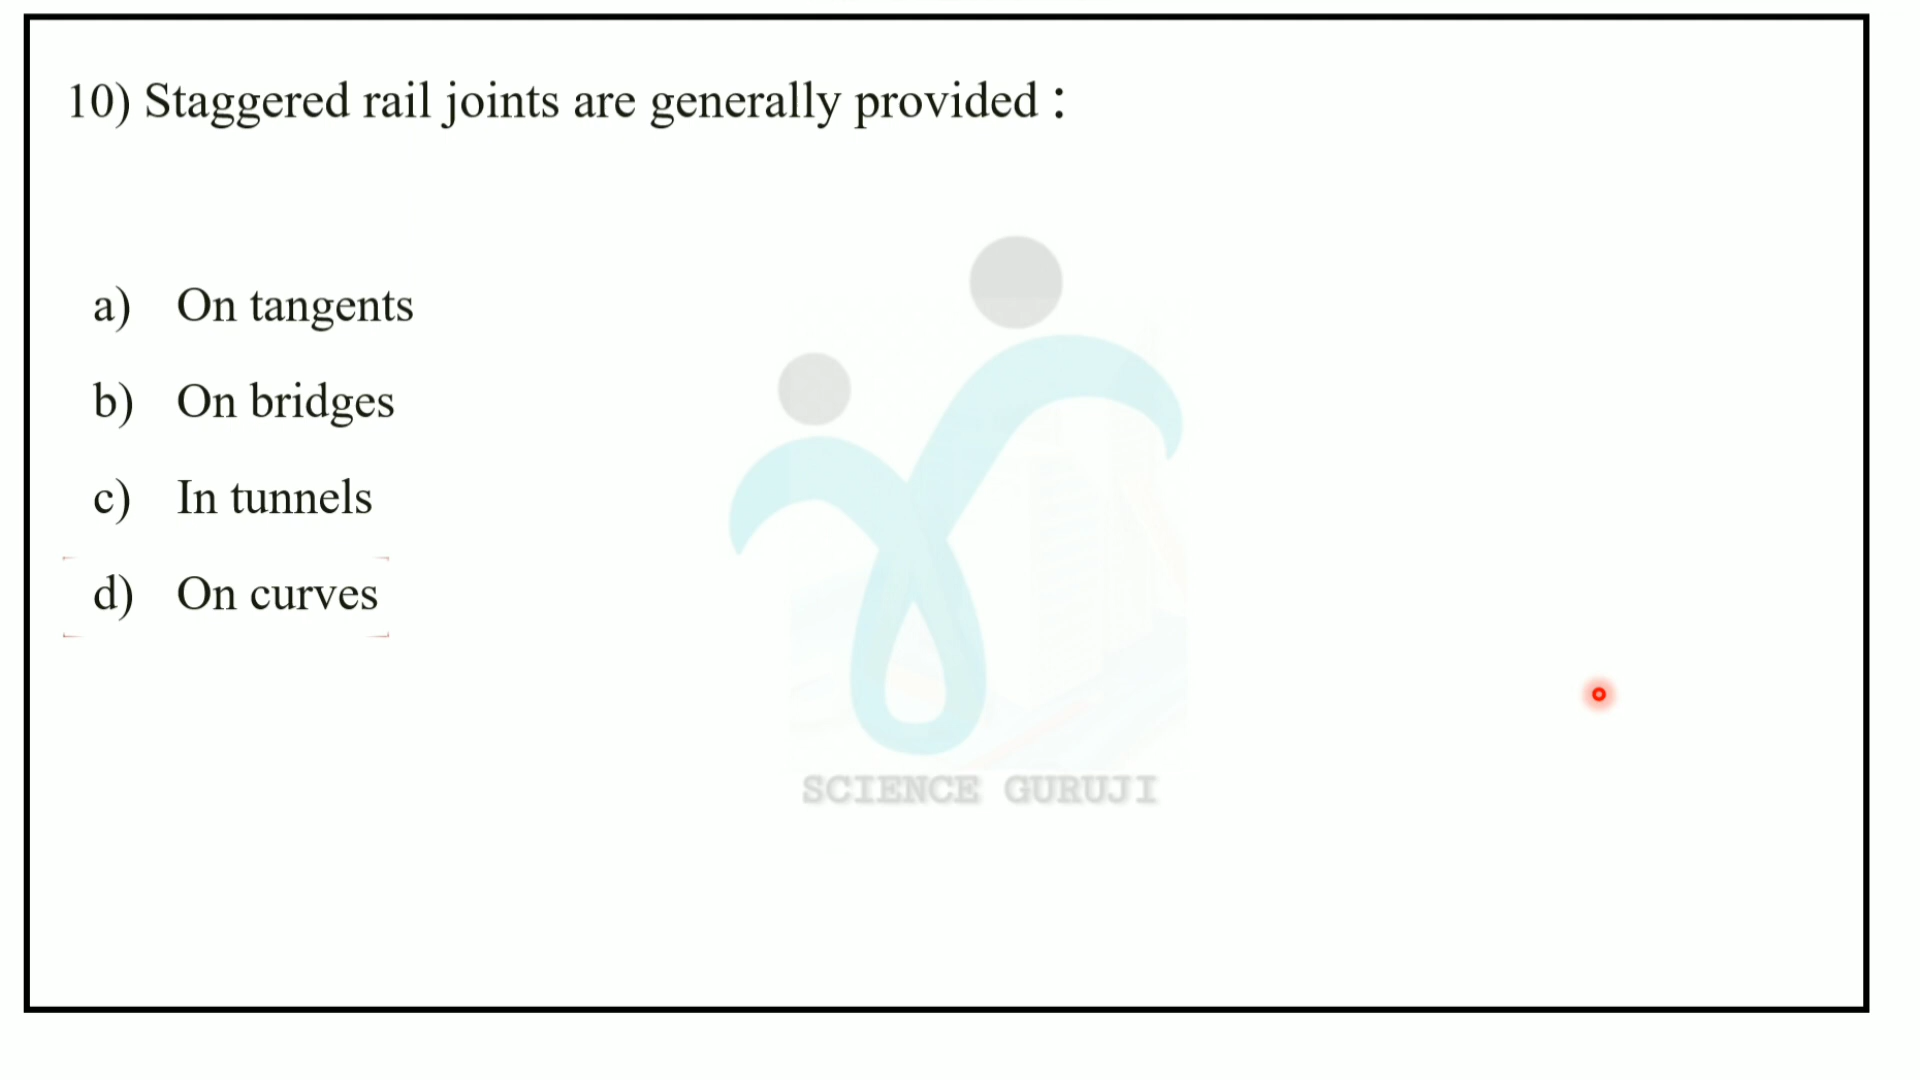 10) Staggered rail joints are generally provided :
a) On tangents
b) On bridges
c) In tunnels
d) On curves
SCIENCE GURUJI